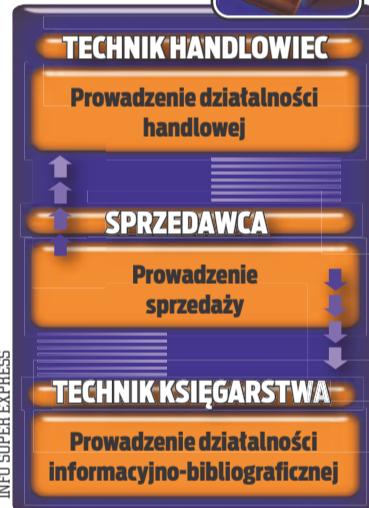 TECHNIK HANDLOWIEC
Prowadzenie działalności
handlowej
SPRZEDAWCA
Prowadzenie
sprzedaży
TECHNIK KSIĘGARSTWA
Prowadzenie działalności
informacyjno-bibliograficznej
INFO SUPER EXPRESS